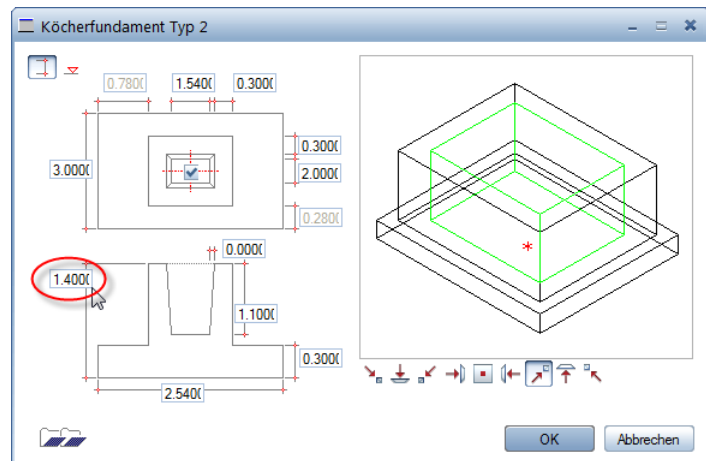 Köcherfundament Typ 2
0.780( 1.540( 0.300(
0.300(
3.000( 2.000(
0.280(
0.000(
1.400(
1.100(
0.300(
2.540(
OK Abbrechen